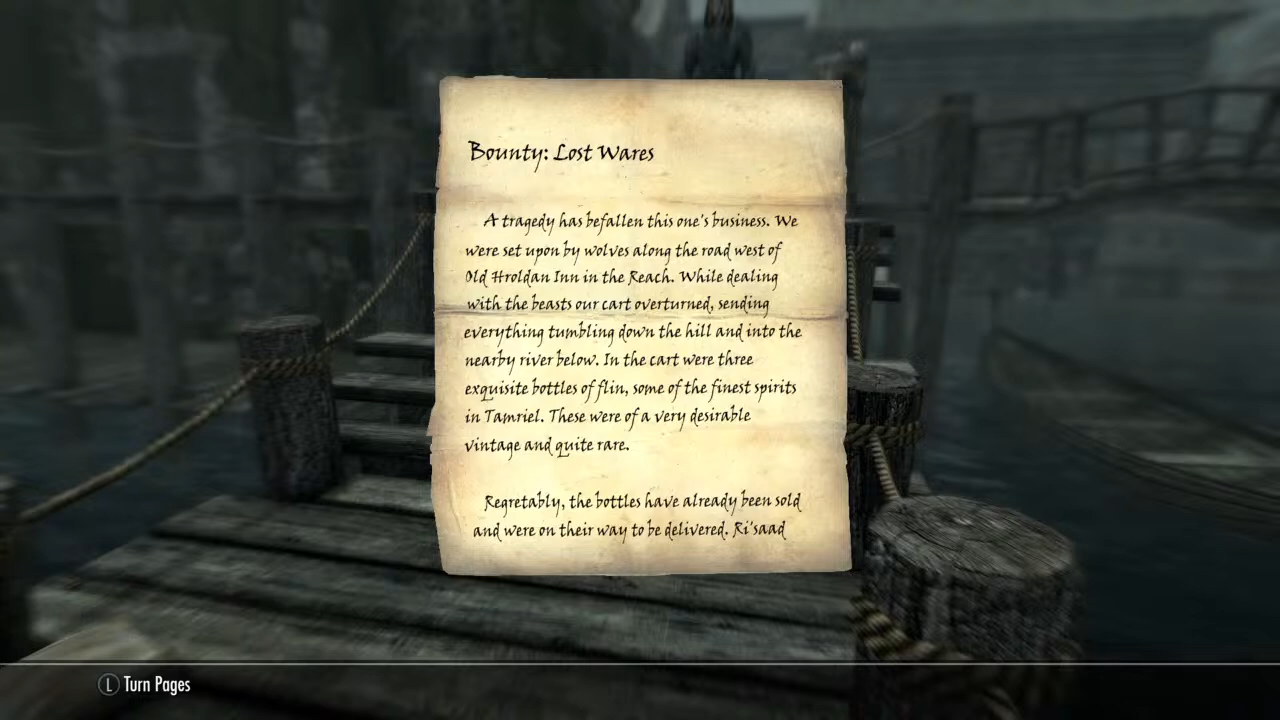 Bounty: Lost Wares
A tragedy has befallen this one's business. We
were set upon by wolves along the road west of
Old Hroldan Inn in the Reach. While dealing
with the beasts our cart overturned, sending
everything tumbling down the hill and into the
nearby river below. In the cart were three
exquisite bottles of flin, some of the finest spirits
in Tamriel. These were of a very desirable
vintage and quite rare.
Regretably, the bottles have already been sold
and were on their way to be delivered. Ri'saad
L Turn Pages